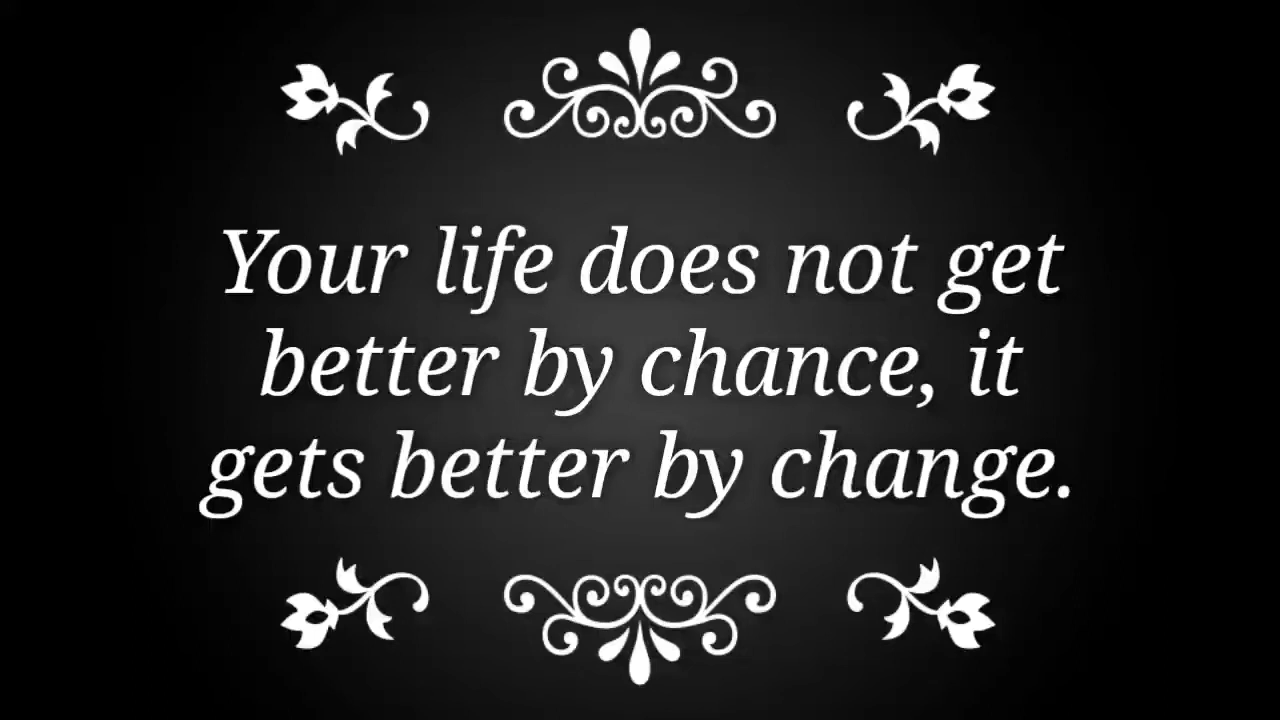 Your life does not get
better by chance, it
gets better by change.